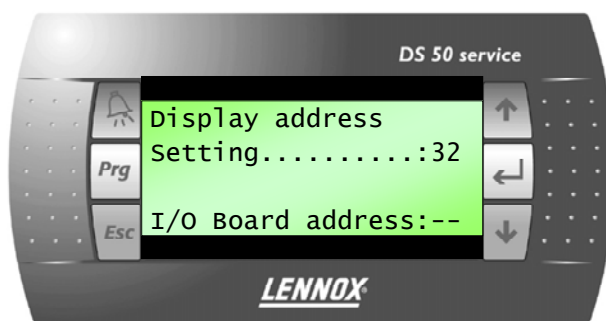 DS 50 service
Display address
Setting..........:32
Prg
I/O Board address:--
Esc
LENNOX